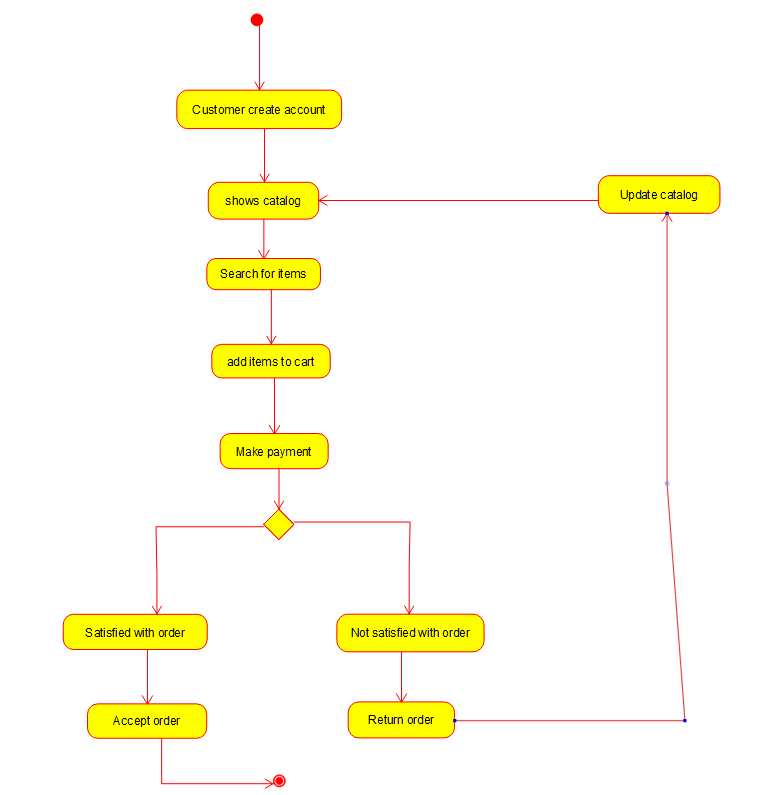 Customer create account
shows catalog
Update catalog
Search for items
add items to cart
Make payment
Satisfied with order
Not satisfied with order
Accept order
Return order